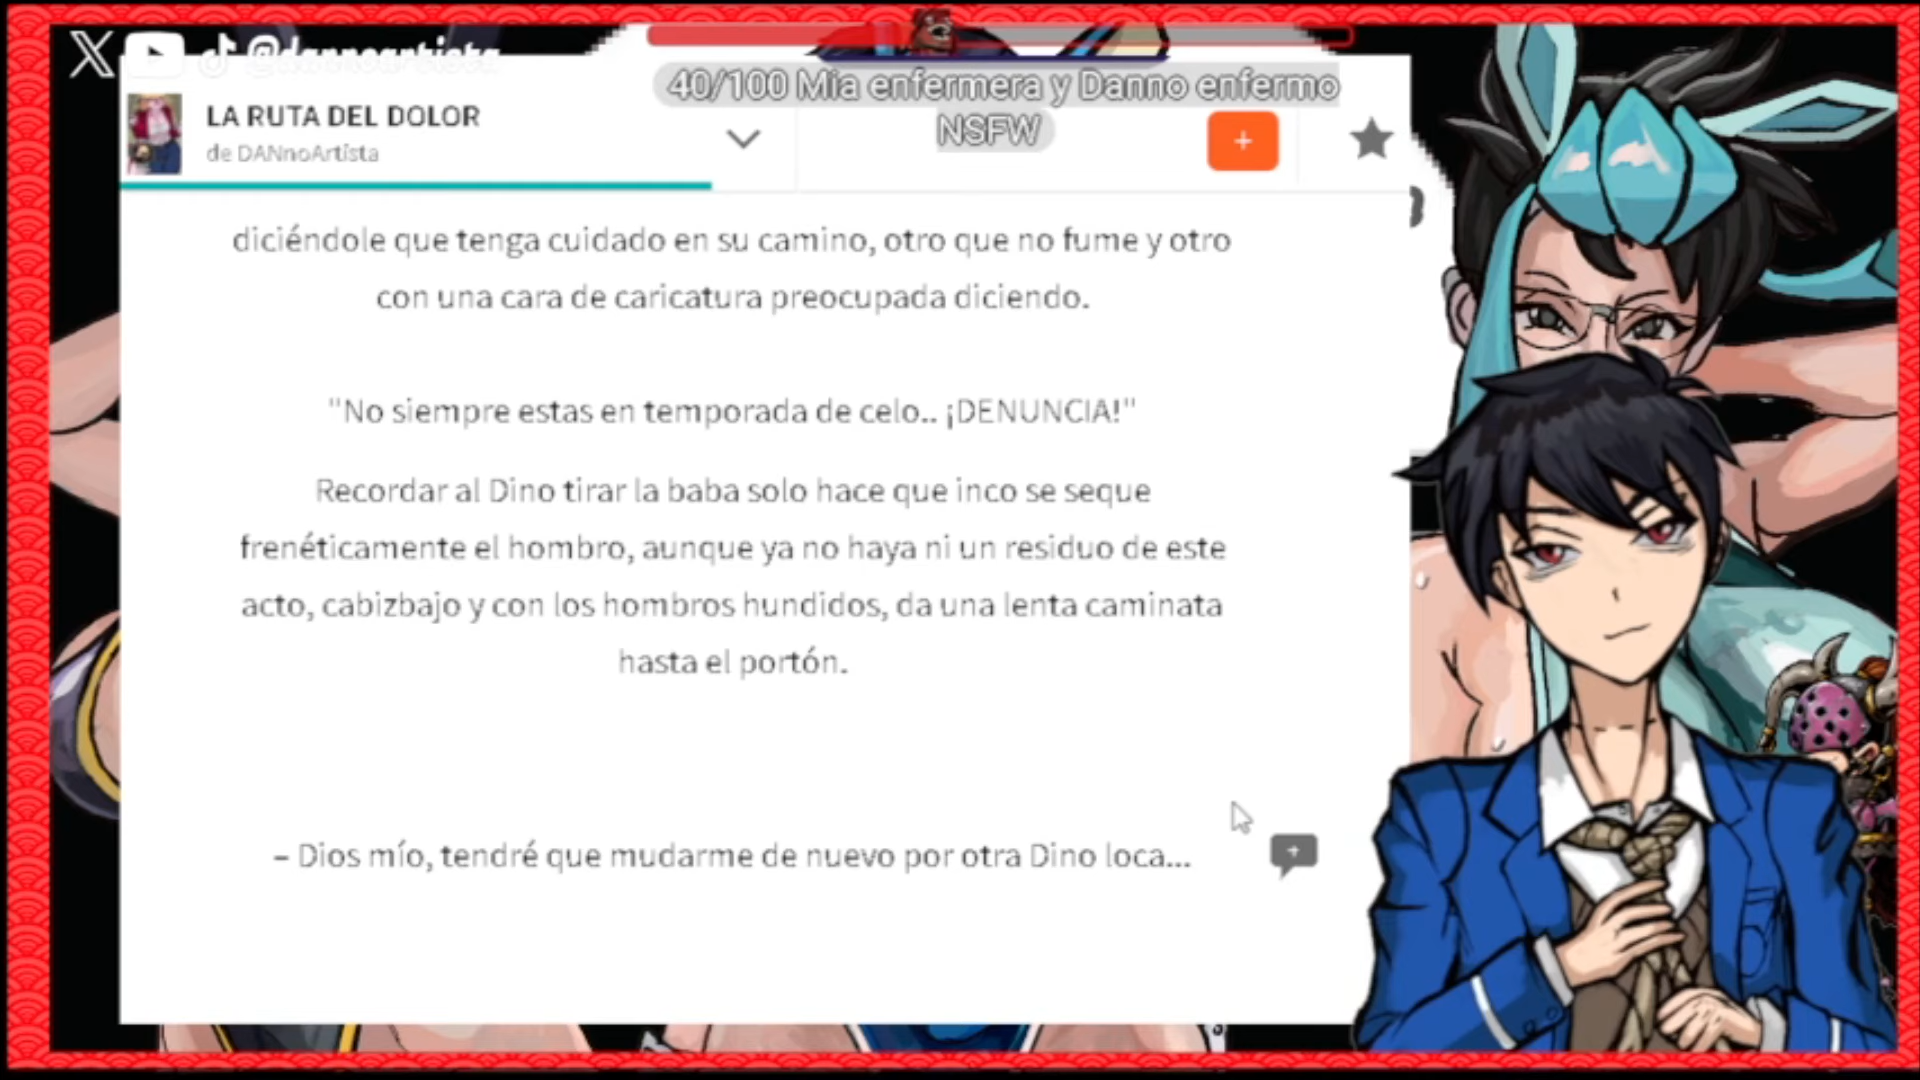 @dannoartista
40/100 Mia enfermera y Danno enfermo
NSFW
LA RUTA DEL DOLOR
de DANnoArtista
diciéndole que tenga cuidado en su camino, otro que no fume y otro
con una cara de caricatura preocupada diciendo.
"No siempre estas en temporada de celo.. ¡DENUNCIA!"
Recordar al Dino tirar la baba solo hace que inco se seque
frenéticamente el hombro, aunque ya no haya ni un residuo de este
acto, cabizbajo y con los hombros hundidos, da una lenta caminata
hasta el portón.
– Dios mío, tendré que mudarme de nuevo por otra Dino loca...